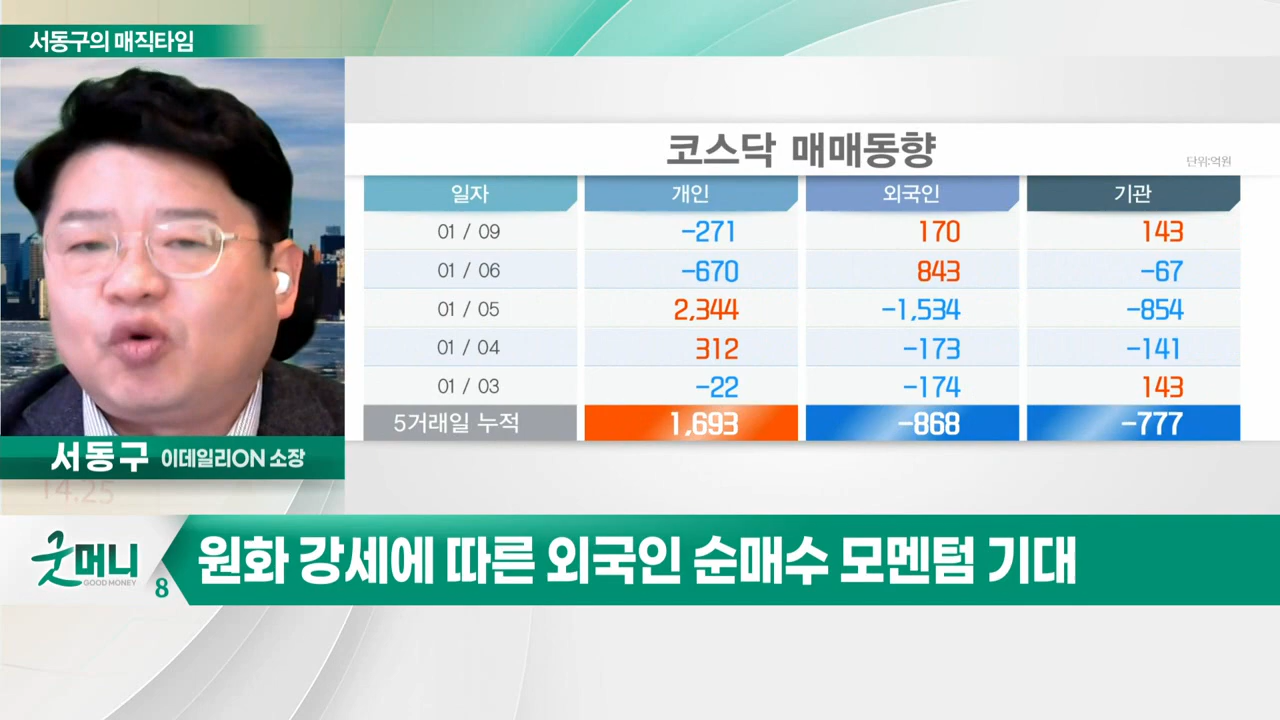 서동구의 매직타임
코스닥 매매동향
단위:억원
일자 개인 외국인 기관
01 / 09 -271 170 143
01 / 06 -670 843 -67
01 / 05 2,344 -1,534 -854
01 / 04 312 -173 -141
01 / 03 -22 -174 143
5거래일 누적 1,693 -868 -777
서동구 이데일리ON 소장
14.25
굿머니
GOOD MONEY
8
원화 강세에 따른 외국인 순매수 모멘텀 기대